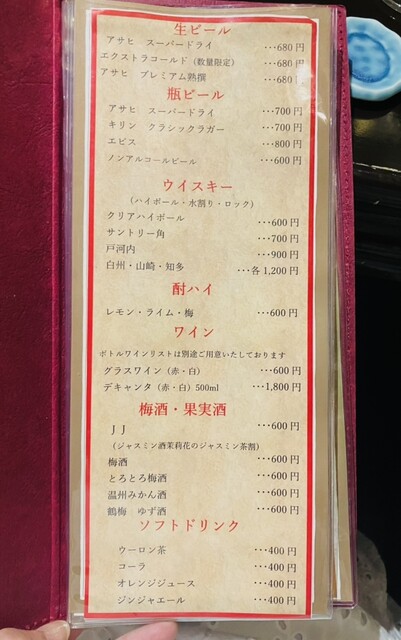 生ビール
アサヒ スーパードライ ･･･680円
エクストラコールド（数量限定） ･･･680円
アサヒ プレミアム熟撰 ･･･680円
瓶ビール
アサヒ スーパードライ ･･･700円
キリン クラシックラガー ･･･700円
エビス ･･･800円
ノンアルコールビール ･･･600円
ウイスキー
（ハイボール・水割り・ロック）
クリアハイボール ･･･600円
サントリー角 ･･･700円
戸河内 ･･･900円
白州・山崎・知多 ･･･各1,200円
酎ハイ
レモン・ライム・梅 ･･･600円
ワイン
ボトルワインリストは別途ご用意いたしております
グラスワイン（赤・白） ･･･600円
デキャンタ（赤・白）500ml ･･･1,800円
梅酒・果実酒
ＪＪ ･･･600円
（ジャスミン酒茉莉花のジャスミン茶割）
梅酒 ･･･600円
とろとろ梅酒 ･･･600円
温州みかん酒 ･･･600円
鶴梅 ゆず酒 ･･･600円
ソフトドリンク
ウーロン茶 ･･･400円
コーラ ･･･400円
オレンジジュース ･･･400円
ジンジャエール ･･･400円